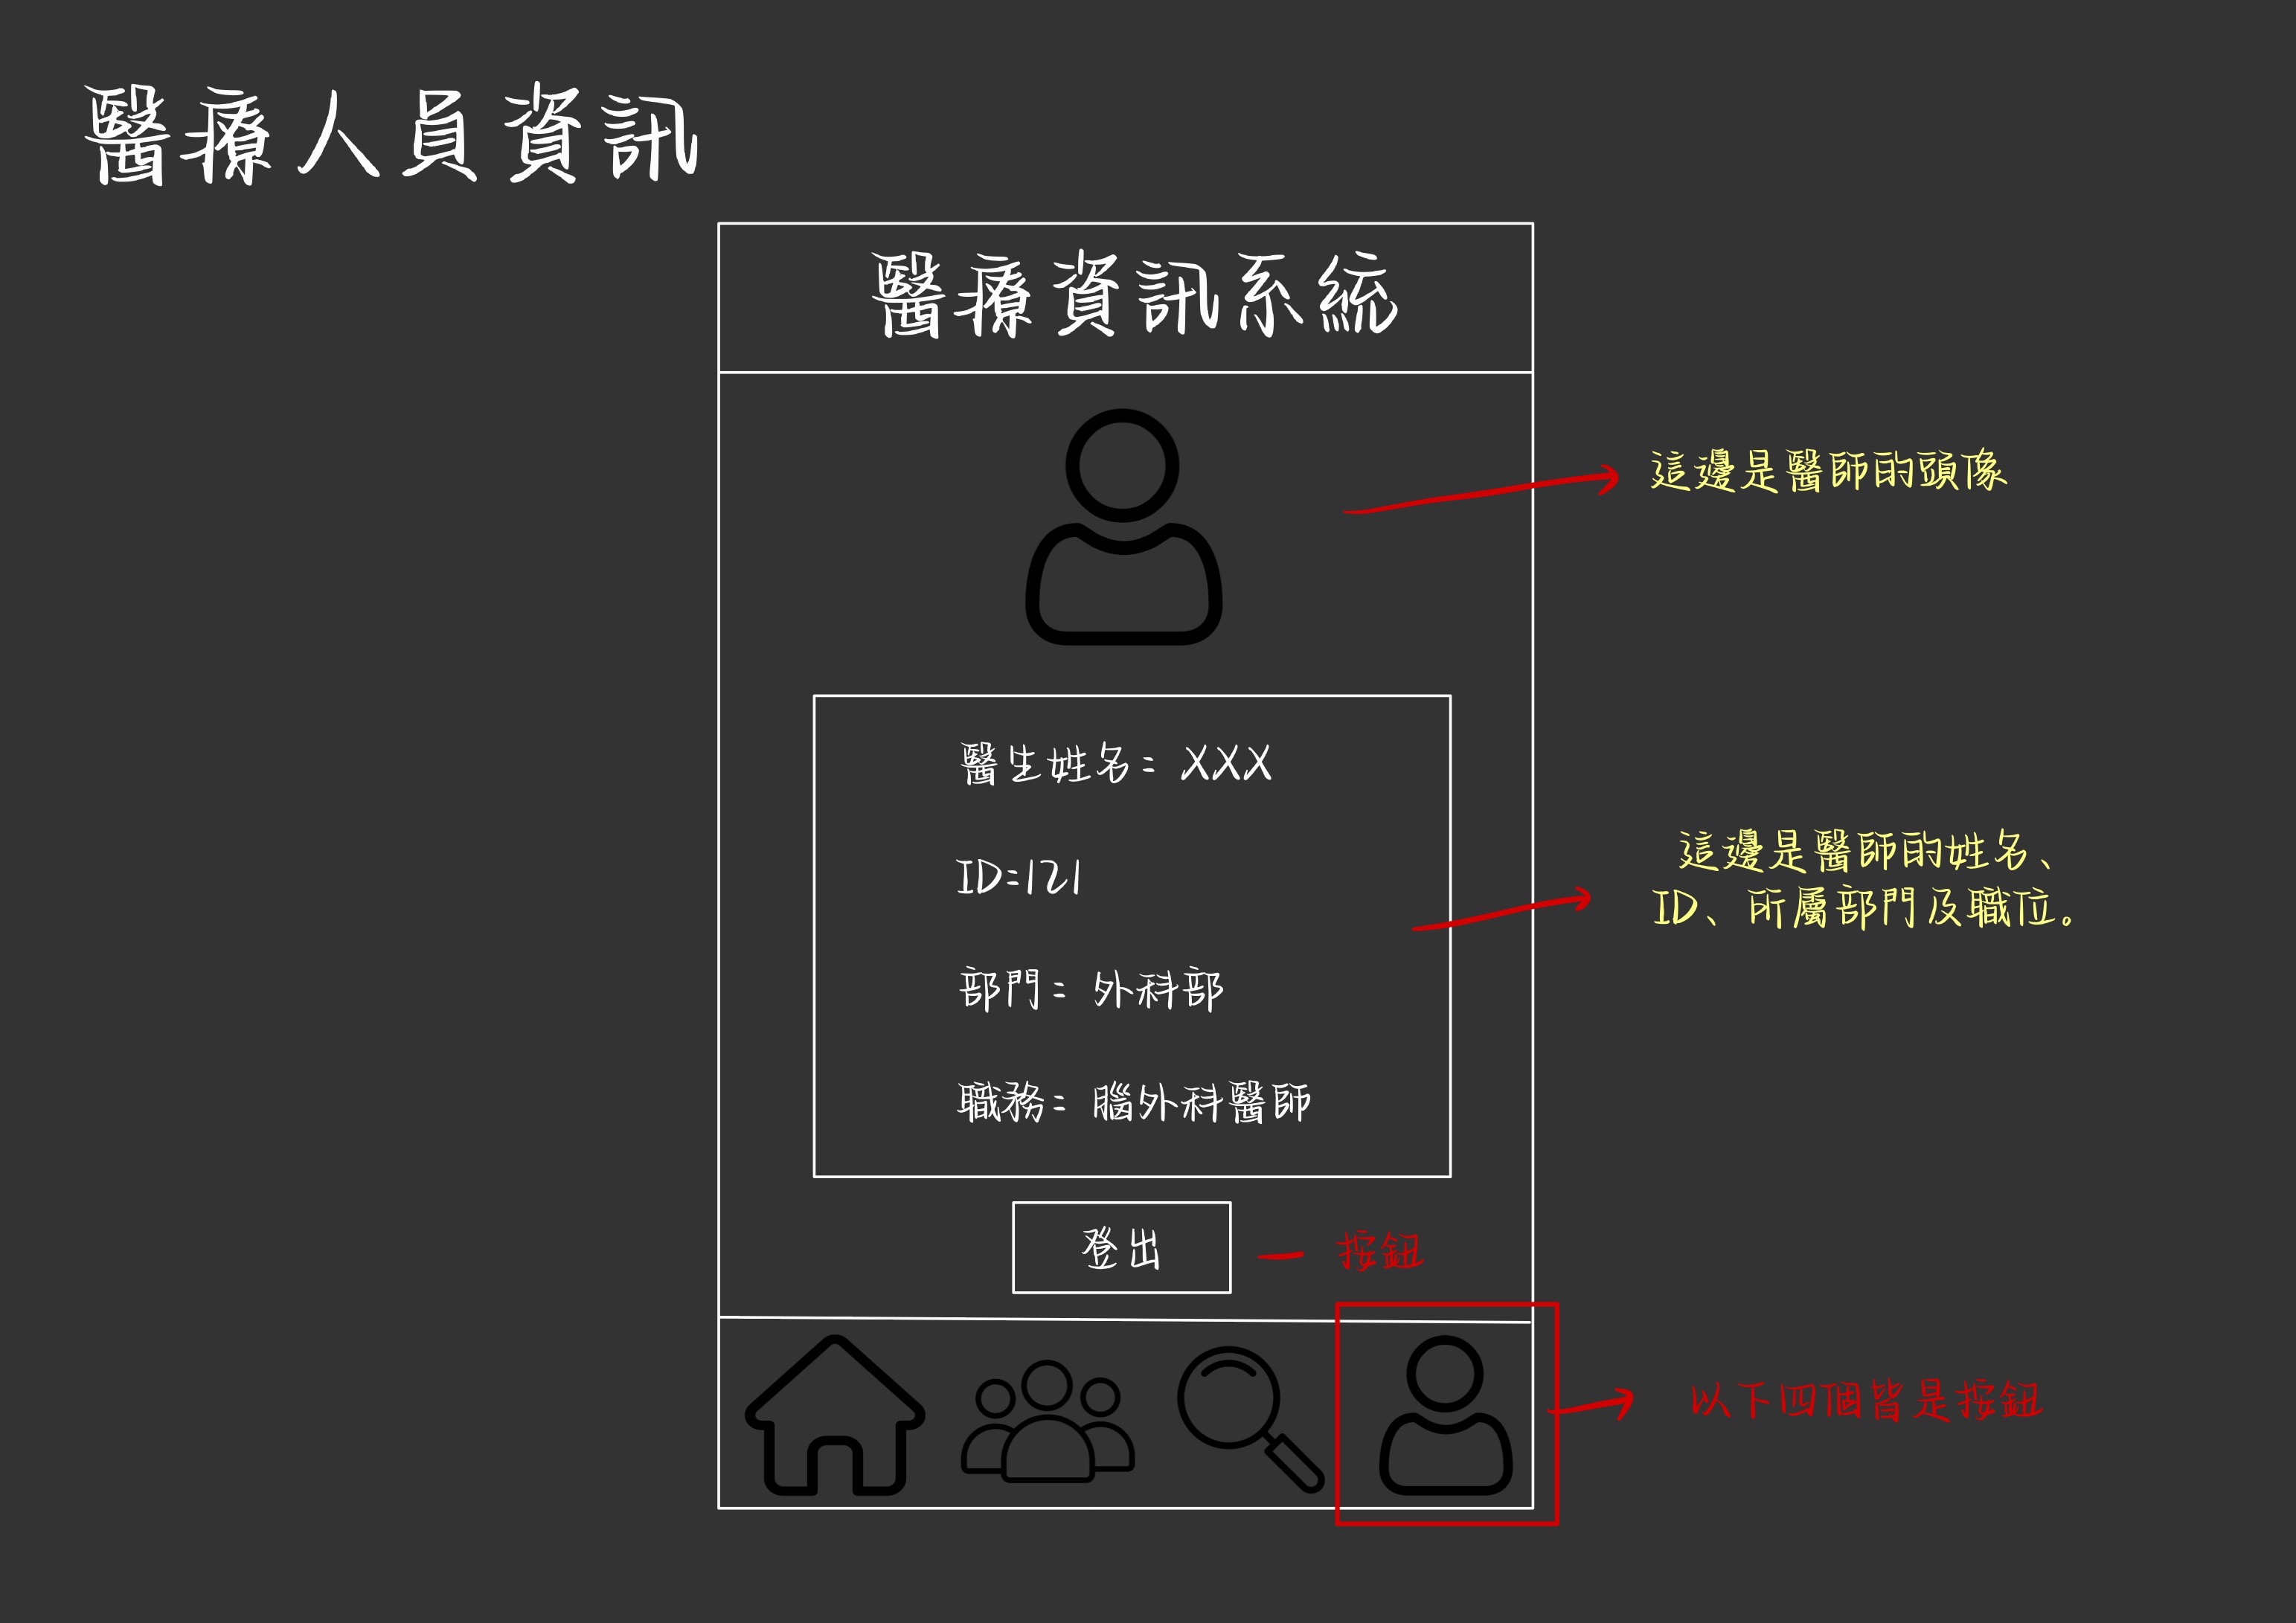 醫療人員資訊
醫療資訊系統
這邊是醫師的頭像
醫生姓名 = XXX
ID=121
部門= 外科部
職務= 腦外科醫師
這邊是醫師的姓名、
ID、所屬部門及職位。
登出
按鈕
以下四個皆是按鈕